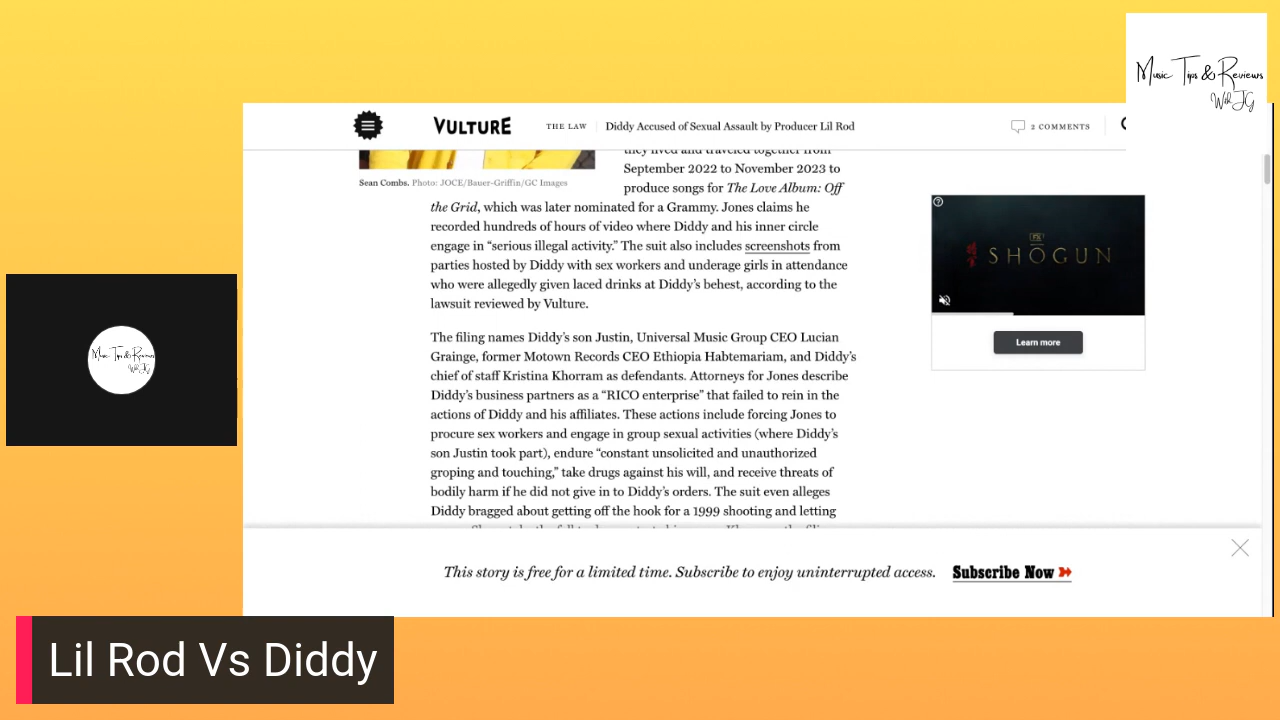 Music Tips & Reviews
With JG
VULTURE
THE LAW
Diddy Accused of Sexual Assault by Producer Lil Rod
2 COMMENTS
they lived and traveled together from
September 2022 to November 2023 to
produce songs for The Love Album: Off
Sean Combs. Photo: JOCE/Bauer-Griffin/GC Images
the Grid, which was later nominated for a Grammy. Jones claims he
recorded hundreds of hours of video where Diddy and his inner circle
engage in “serious illegal activity.” The suit also includes screenshots from
parties hosted by Diddy with sex workers and underage girls in attendance
who were allegedly given laced drinks at Diddy’s behest, according to the
lawsuit reviewed by Vulture.
The filing names Diddy’s son Justin, Universal Music Group CEO Lucian
Grainge, former Motown Records CEO Ethiopia Habtemariam, and Diddy’s
chief of staff Kristina Khorram as defendants. Attorneys for Jones describe
Diddy’s business partners as a “RICO enterprise” that failed to rein in the
actions of Diddy and his affiliates. These actions include forcing Jones to
procure sex workers and engage in group sexual activities (where Diddy’s
son Justin took part), endure “constant unsolicited and unauthorized
groping and touching,” take drugs against his will, and receive threats of
bodily harm if he did not give in to Diddy’s orders. The suit even alleges
Diddy bragged about getting off the hook for a 1999 shooting and letting
FX
SHŌGUN
Learn more
Music Tips & Reviews
With JG
This story is free for a limited time. Subscribe to enjoy uninterrupted access.
Subscribe Now
Lil Rod Vs Diddy